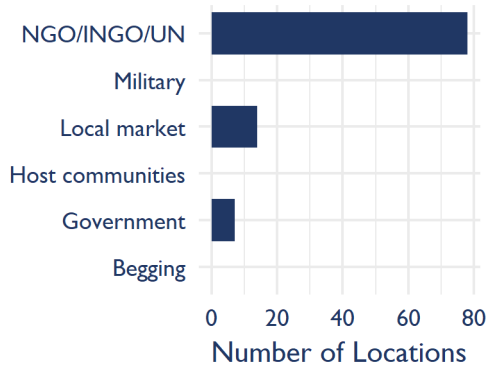 NGO/INGO/UN
Military
Local market
Host communities
Government
Begging
0 20 40 60 80
Number of Locations